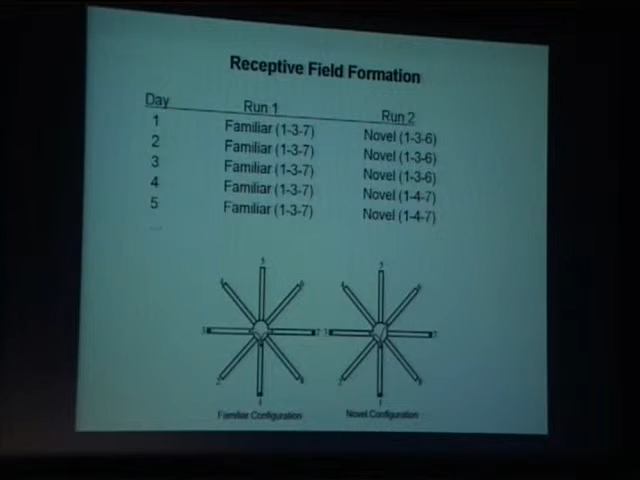 Receptive Field Formation
Day Run 1 Run 2
1 Familiar (1-3-7) Novel (1-3-6)
2 Familiar (1-3-7) Novel (1-3-6)
3 Familiar (1-3-7) Novel (1-3-6)
4 Familiar (1-3-7) Novel (1-4-7)
5 Familiar (1-3-7) Novel (1-4-7)
...
Familiar Configuration Novel Configuration